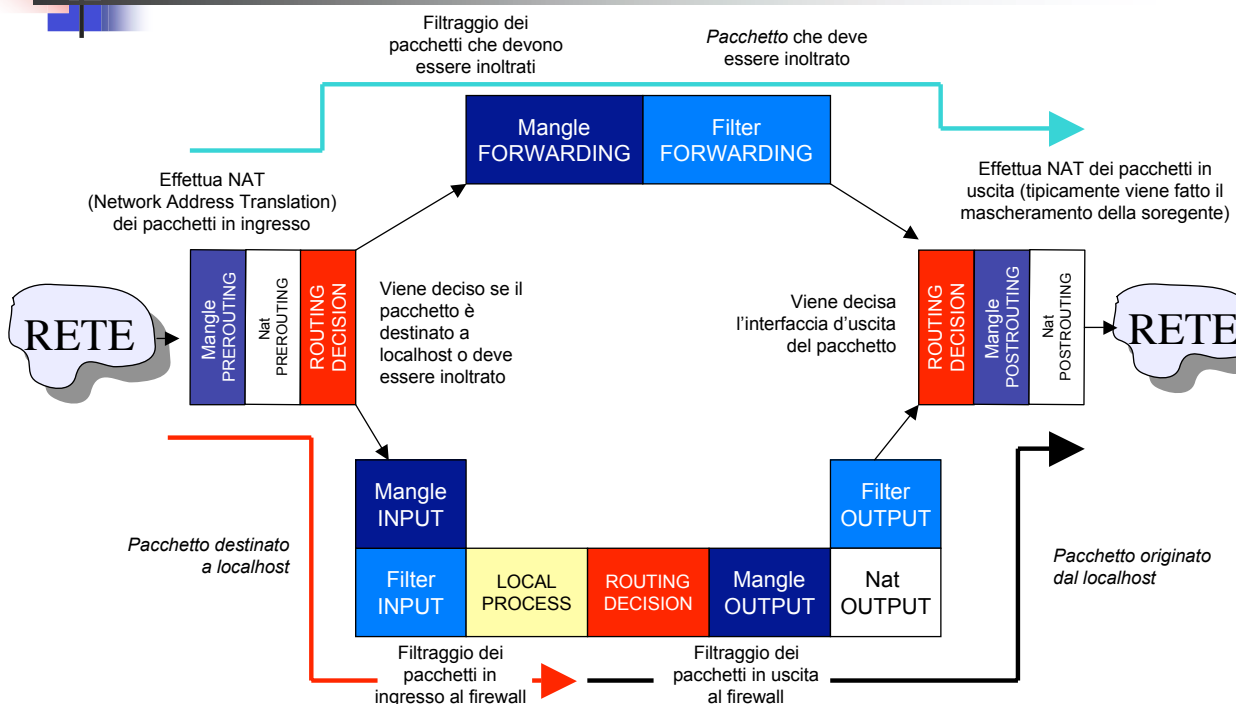 Filtraggio dei
pacchetti che devono
essere inoltrati
Pacchetto che deve
essere inoltrato
Mangle
FORWARDING
Filter
FORWARDING
Effettua NAT
(Network Address Translation)
dei pacchetti in ingresso
Effettua NAT dei pacchetti in
uscita (tipicamente viene fatto il
mascheramento della soregente)
RETE
Mangle
PREROUTING
Nat
PREROUTING
ROUTING
DECISION
Viene deciso se il
pacchetto è
destinato a
localhost o deve
essere inoltrato
Viene decisa
l’interfaccia d’uscita
del pacchetto
ROUTING
DECISION
Mangle
POSTROUTING
Nat
POSTROUTING
RETE
Mangle
INPUT
Filter
OUTPUT
Pacchetto destinato
a localhost
Filter
INPUT
LOCAL
PROCESS
ROUTING
DECISION
Mangle
OUTPUT
Nat
OUTPUT
Pacchetto originato
dal localhost
Filtraggio dei
pacchetti in
ingresso al firewall
Filtraggio dei
pacchetti in uscita
al firewall